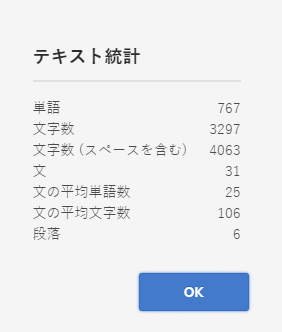 テキスト統計
単語 767
文字数 3297
文字数 (スペースを含む) 4063
文 31
文の平均単語数 25
文の平均文字数 106
段落 6
OK